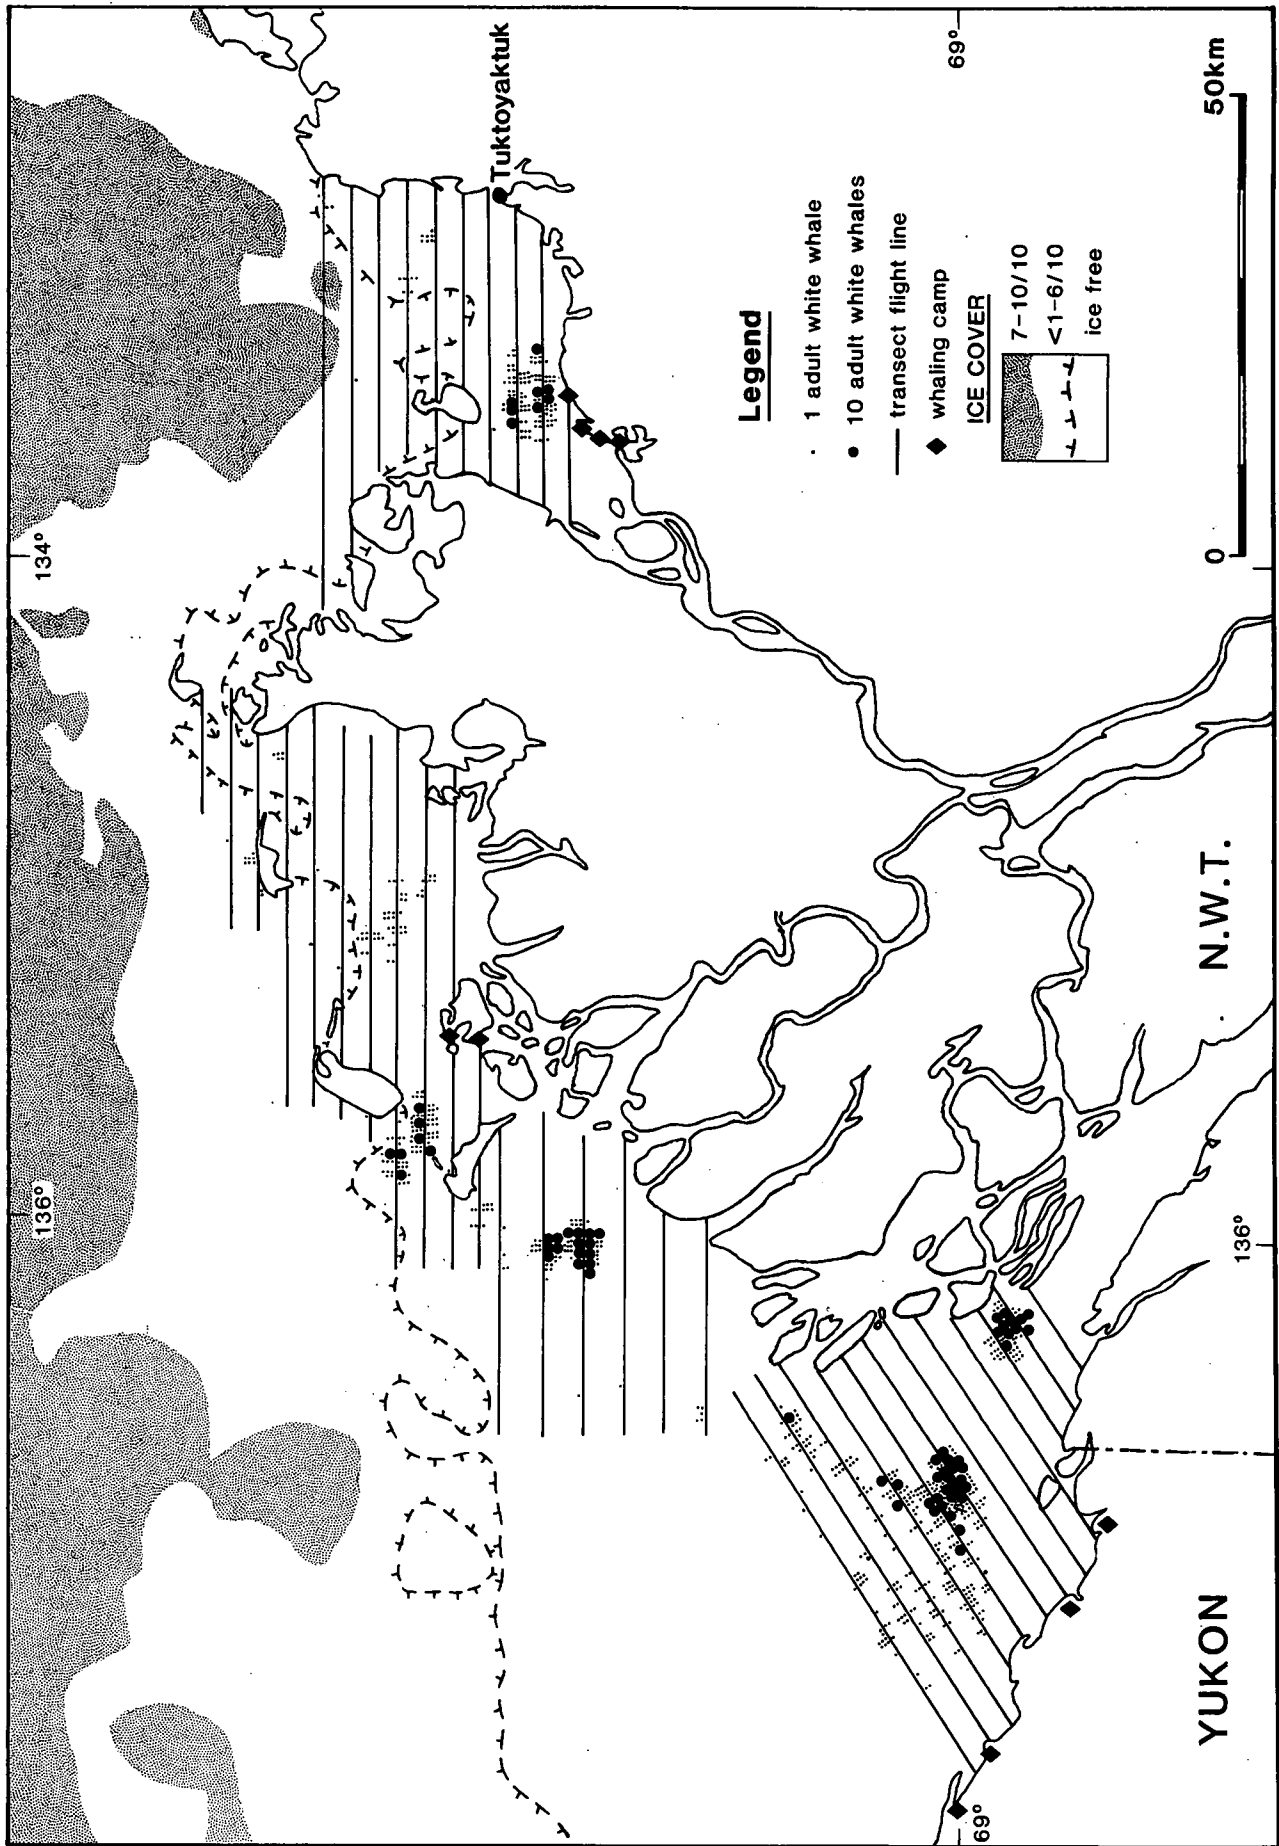 134°
136°
Tuktoyaktuk
69°
Legend
1 adult white whale
10 adult white whales
transect flight line
whaling camp
ICE COVER
7-10/10
<1-6/10
ice free
0
50km
YUKON
N.W.T.
69°
136°